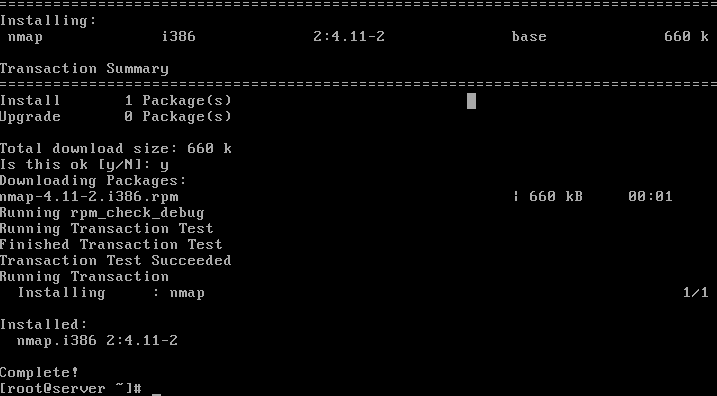 ================================================================================
Installing:
 nmap                 i386                2:4.11-2              base                660 k

Transaction Summary
================================================================================
Install       1 Package(s)
Upgrade       0 Package(s)

Total download size: 660 k
Is this ok [y/N]: y
Downloading Packages:
nmap-4.11-2.i386.rpm                                     | 660 kB     00:01
Running rpm_check_debug
Running Transaction Test
Finished Transaction Test
Transaction Test Succeeded
Running Transaction
  Installing     : nmap                                                     1/1

Installed:
  nmap.i386 2:4.11-2

Complete!
[root@server ~]# _